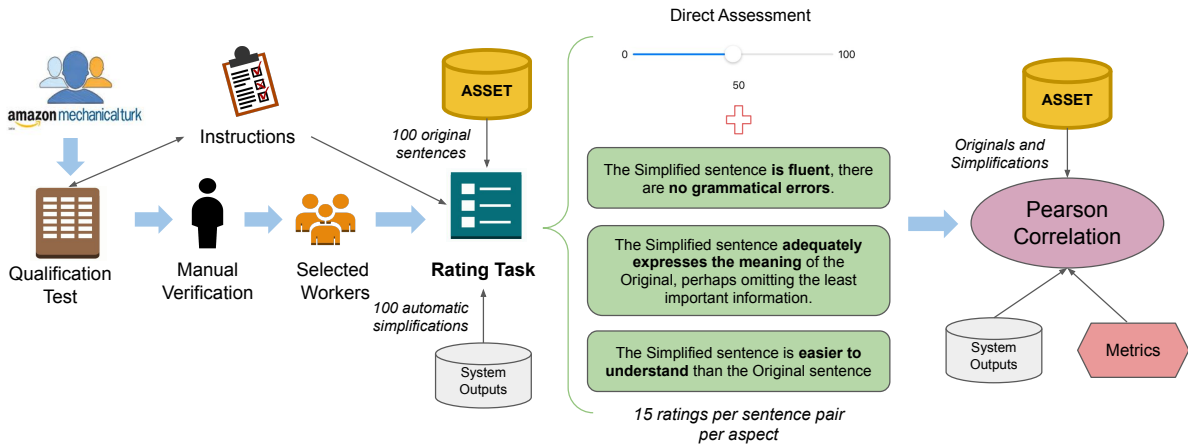 amazonmechanicalturk
Qualification
Test
Instructions
Manual
Verification
Selected
Workers
ASSET
100 original
sentences
Rating Task
100 automatic
simplifications
System
Outputs
Direct Assessment
0
100
50
The Simplified sentence is fluent, there
are no grammatical errors.
The Simplified sentence adequately
expresses the meaning of the
Original, perhaps omitting the least
important information.
The Simplified sentence is easier to
understand than the Original sentence
15 ratings per sentence pair
per aspect
ASSET
Originals and
Simplifications
Pearson
Correlation
System
Outputs
Metrics